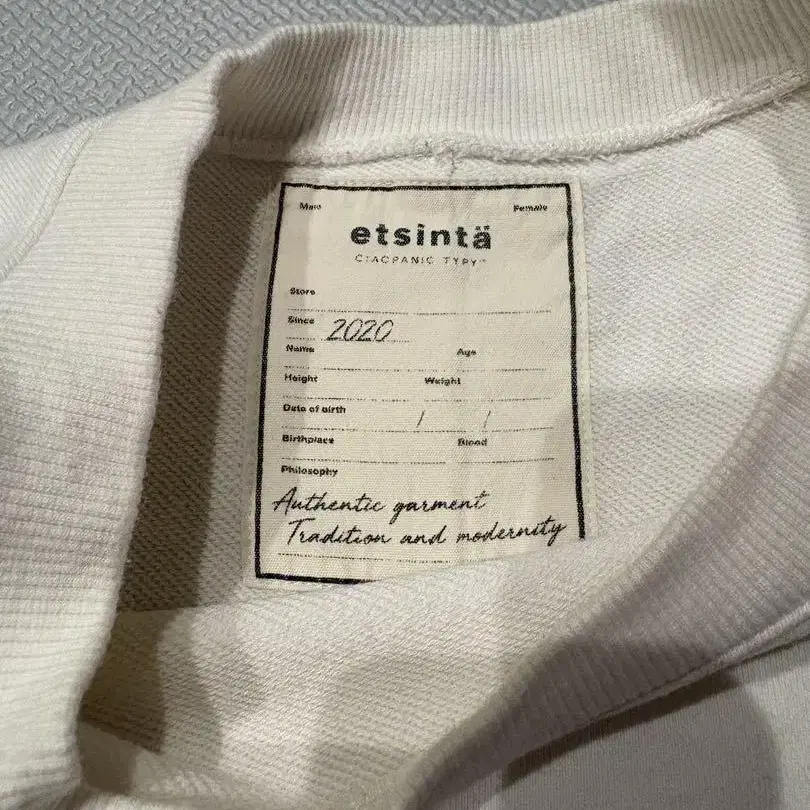 Male Female
etsintä
CIAOPANIC TYPY™
Store
Since 2020
Name Age
Height Weight
Date of birth / /
Birthplace Blood
Philosophy
Authentic garment
Tradition and modernity